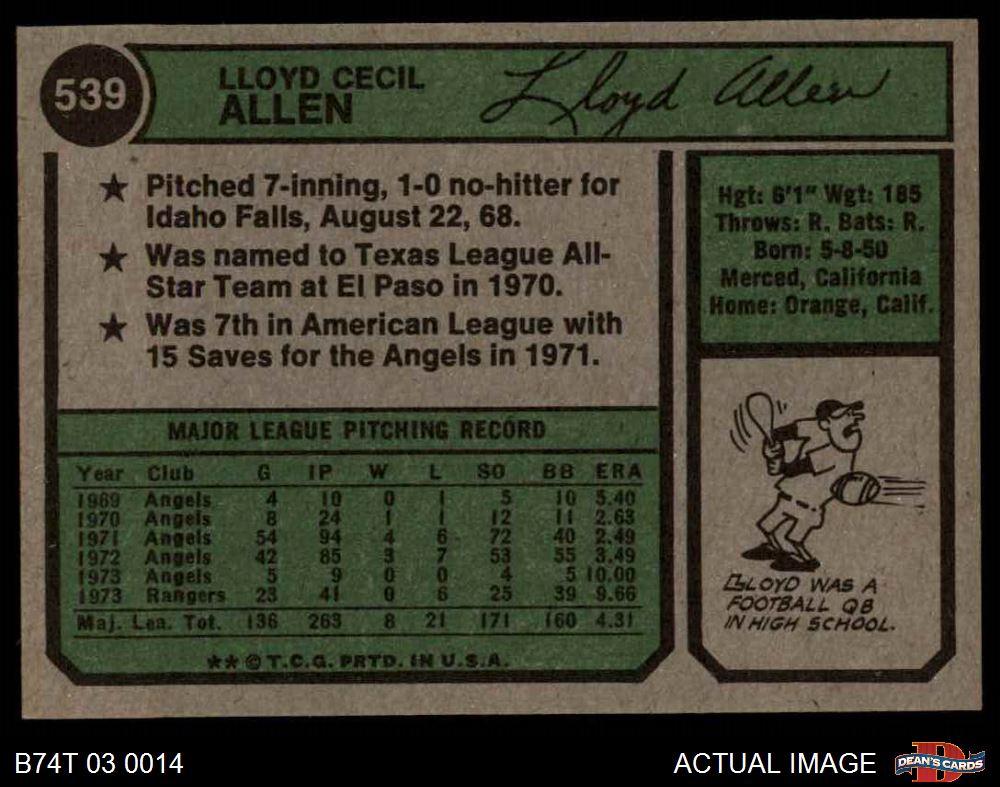 539
LLOYD CECIL
ALLEN
Lloyd Allen
★ Pitched 7-inning, 1-0 no-hitter for
Idaho Falls, August 22, 68.
★ Was named to Texas League All-
Star Team at El Paso in 1970.
★ Was 7th in American League with
15 Saves for the Angels in 1971.
Hgt: 6'1" Wgt: 185
Throws: R. Bats: R.
Born: 5-8-50
Merced, California
Home: Orange, Calif.
MAJOR LEAGUE PITCHING RECORD
Year Club G IP W L SO BB ERA
1969 Angels 4 10 0 1 5 10 5.40
1970 Angels 8 24 1 1 12 11 2.63
1971 Angels 54 94 4 6 72 40 2.49
1972 Angels 42 85 3 7 53 55 3.49
1973 Angels 5 9 0 0 4 5 10.00
1973 Rangers 23 41 0 6 25 39 9.66
Maj. Lea. Tot. 136 263 8 21 171 160 4.31
★★ © T.C.G. PRTD. IN U.S.A.
LLOYD WAS A
FOOTBALL QB
IN HIGH SCHOOL.
B74T 03 0014
ACTUAL IMAGE
DEAN'S CARDS